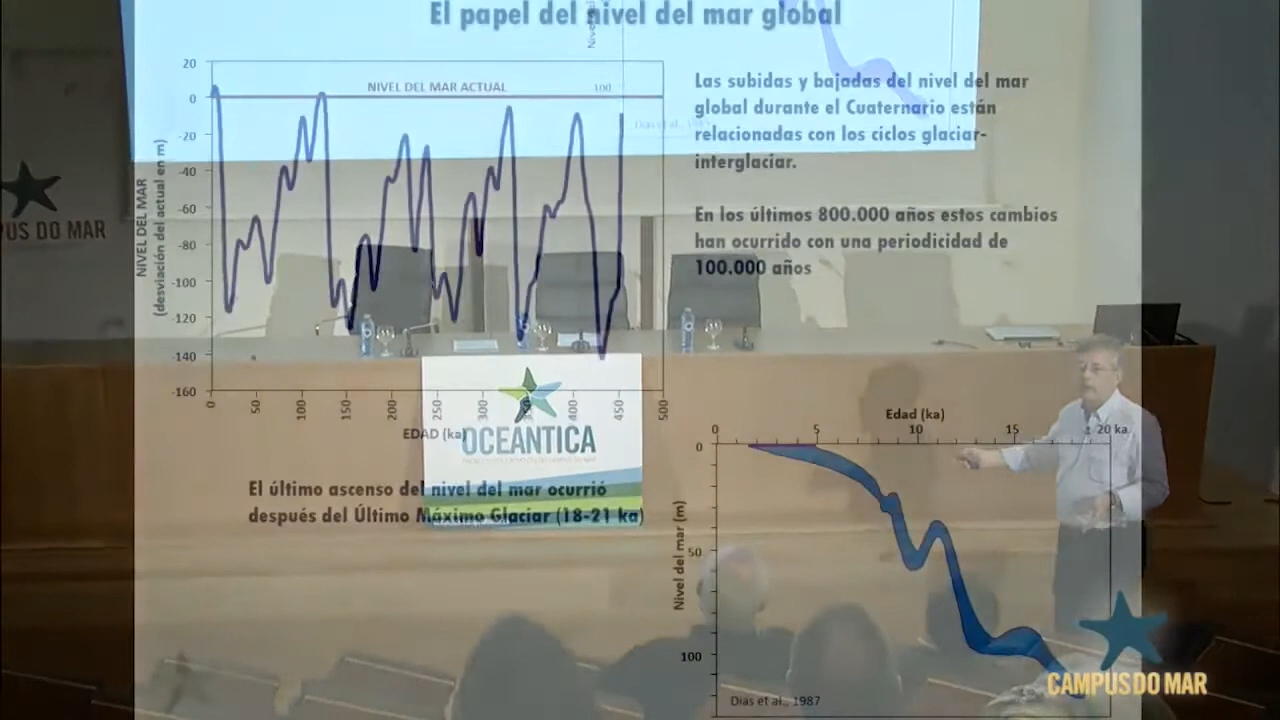 El papel del nivel del mar global
20
0
-20
-40
-60
-80
-100
-120
-140
-160
NIVEL DEL MAR
(desviación del actual en m)
NIVEL DEL MAR ACTUAL
100
0
50
100
150
200
250
300
350
400
450
500
EDAD (ka)
Las subidas y bajadas del nivel del mar
global durante el Cuaternario están
relacionadas con los ciclos glaciar-
interglaciar.
En los últimos 800.000 años estos cambios
han ocurrido con una periodicidad de
100.000 años
CAMPUS DO MAR
OCEÁNTICA
El último ascenso del nivel del mar ocurrió
después del Último Máximo Glaciar (18-21 ka)
Edad (ka)
0
5
10
15
20 ka
0
50
100
Nivel del mar (m)
Dias et al., 1987
CAMPUS DO MAR